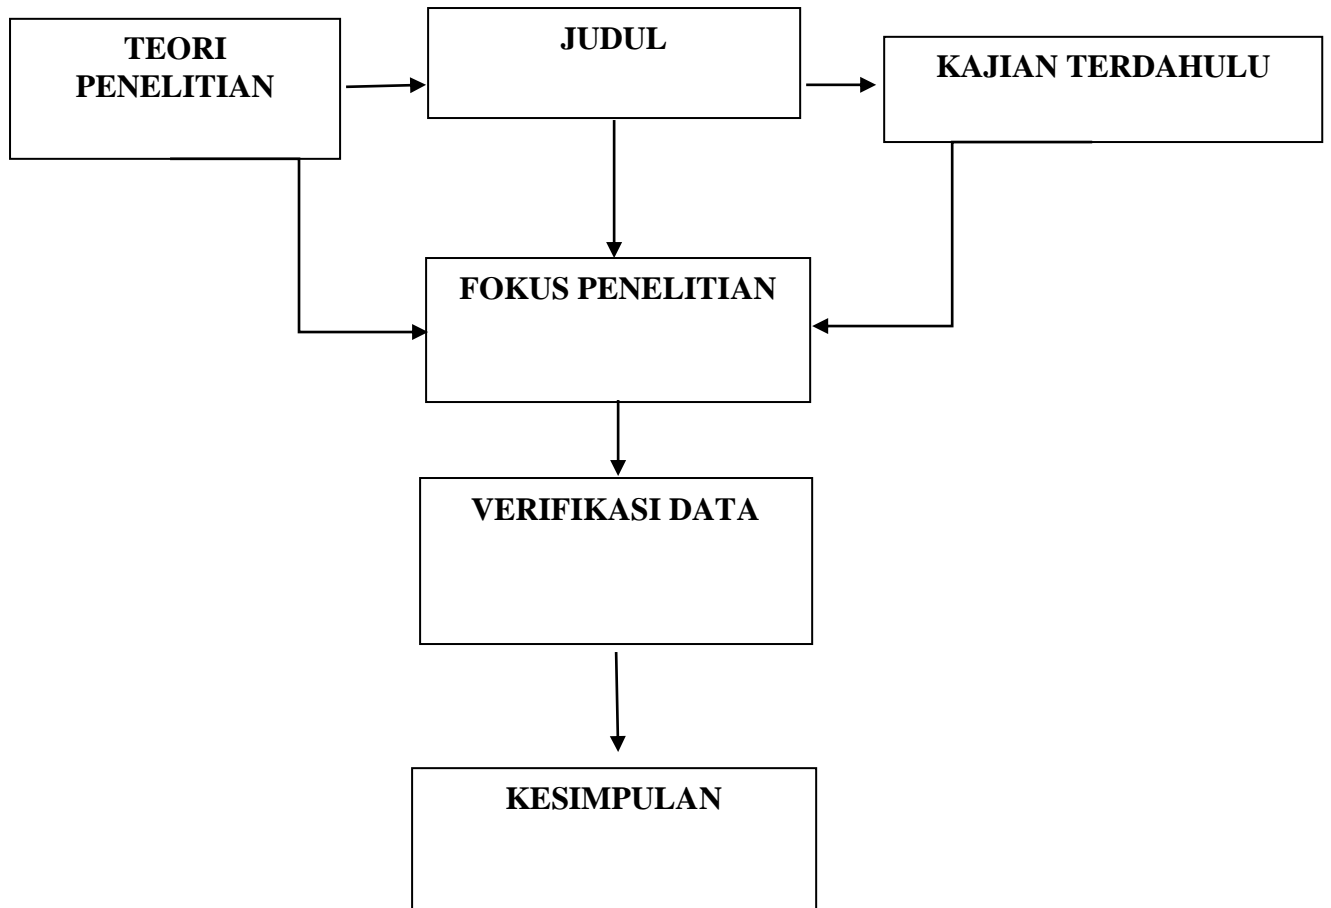 TEORI
PENELITIAN
JUDUL
KAJIAN TERDAHULU
FOKUS PENELITIAN
VERIFIKASI DATA
KESIMPULAN